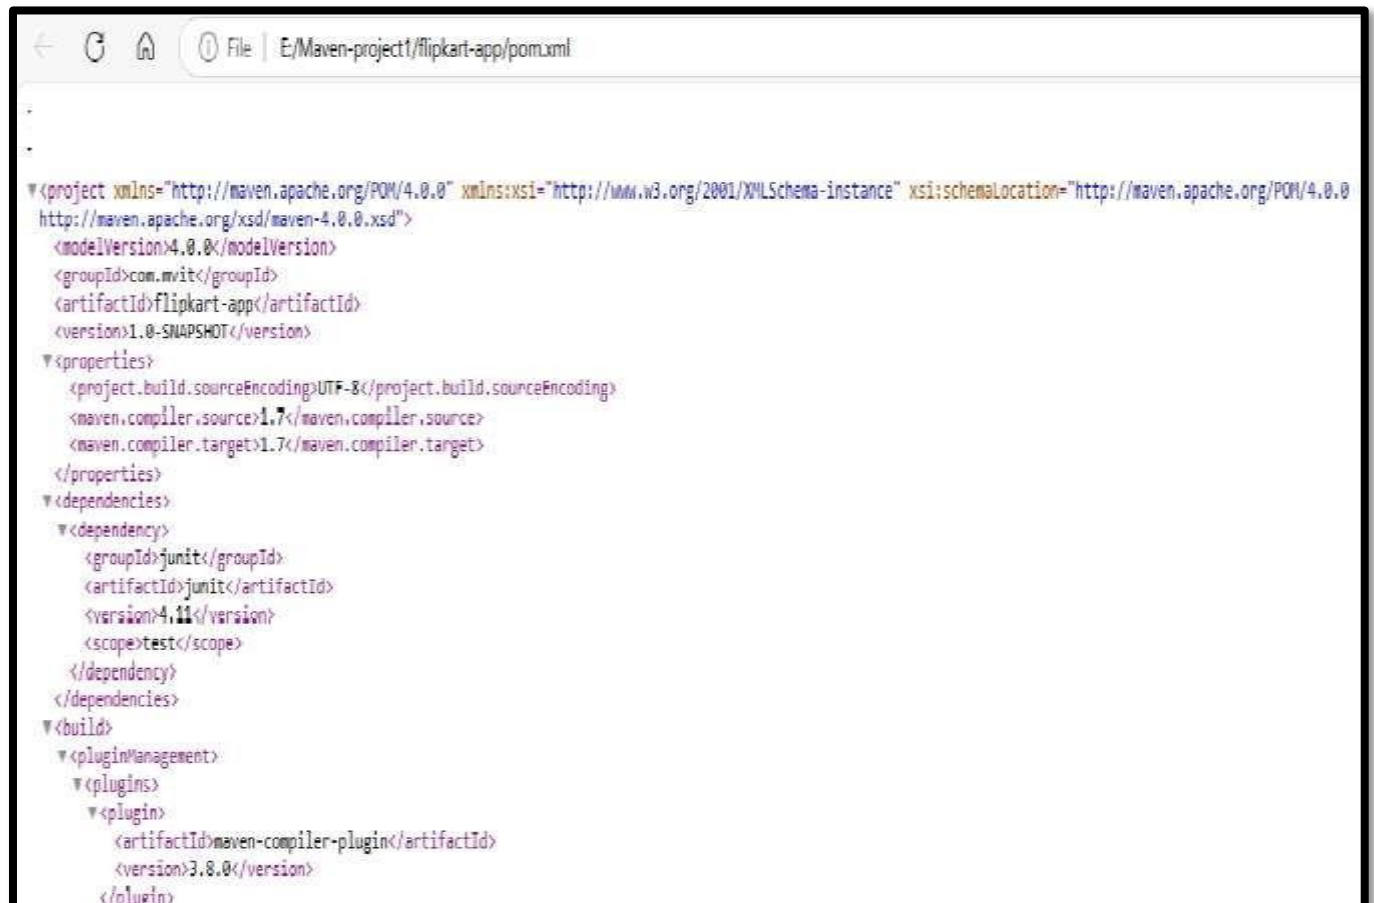 File | E:/Maven-project1/flipkart-app/pom.xml
-
-
▼<project xmlns="http://maven.apache.org/POM/4.0.0" xmlns:xsi="http://www.w3.org/2001/XMLSchema-instance" xsi:schemaLocation="http://maven.apache.org/POM/4.0.0
http://maven.apache.org/xsd/maven-4.0.0.xsd">
<modelVersion>4.0.0</modelVersion>
<groupId>com.mvit</groupId>
<artifactId>flipkart-app</artifactId>
<version>1.0-SNAPSHOT</version>
▼<properties>
<project.build.sourceEncoding>UTF-8</project.build.sourceEncoding>
<maven.compiler.source>1.7</maven.compiler.source>
<maven.compiler.target>1.7</maven.compiler.target>
</properties>
▼<dependencies>
▼<dependency>
<groupId>junit</groupId>
<artifactId>junit</artifactId>
<version>4.11</version>
<scope>test</scope>
</dependency>
</dependencies>
▼<build>
▼<pluginManagement>
▼<plugins>
▼<plugin>
<artifactId>maven-compiler-plugin</artifactId>
<version>3.8.0</version>
</plugin>